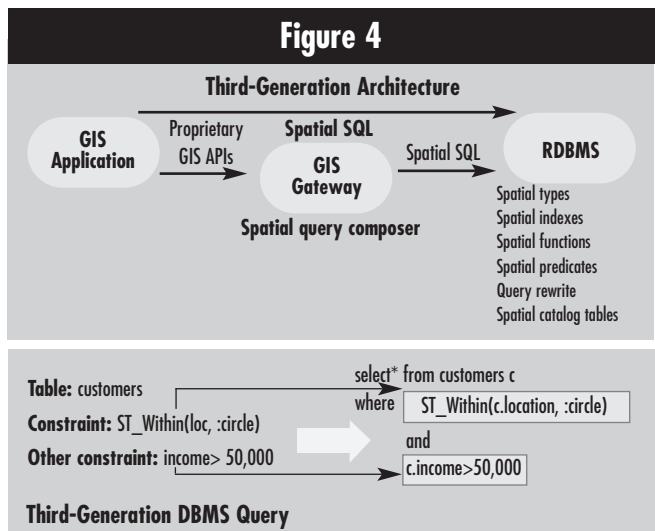 Figure 4
Third-Generation Architecture
GIS
Application
Proprietary
GIS APIs
Spatial SQL
GIS
Gateway
Spatial query composer
Spatial SQL
RDBMS
Spatial types
Spatial indexes
Spatial functions
Spatial predicates
Query rewrite
Spatial catalog tables
Table: customers
Constraint: ST_Within(loc, :circle)
Other constraint: income> 50,000
select* from customers c
where ST_Within(c.location, :circle)
and
c.income>50,000
Third-Generation DBMS Query